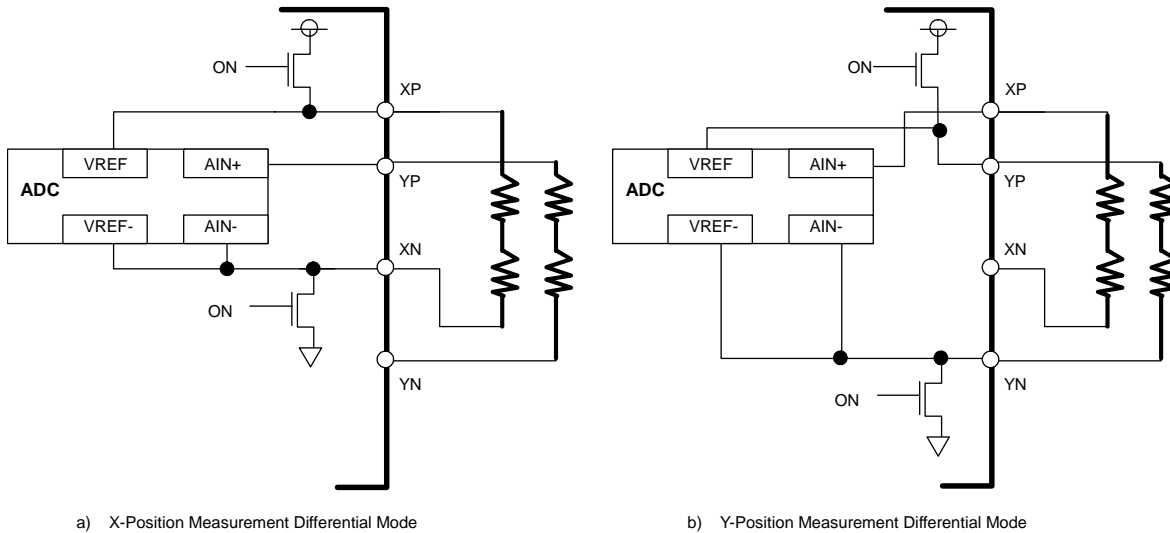 ON
XP
VREF
AIN+
ADC
YP
VREF-
AIN-
XN
ON
YN
a) X-Position Measurement Differential Mode
ON
XP
VREF
AIN+
ADC
YP
VREF-
AIN-
XN
ON
YN
b) Y-Position Measurement Differential Mode